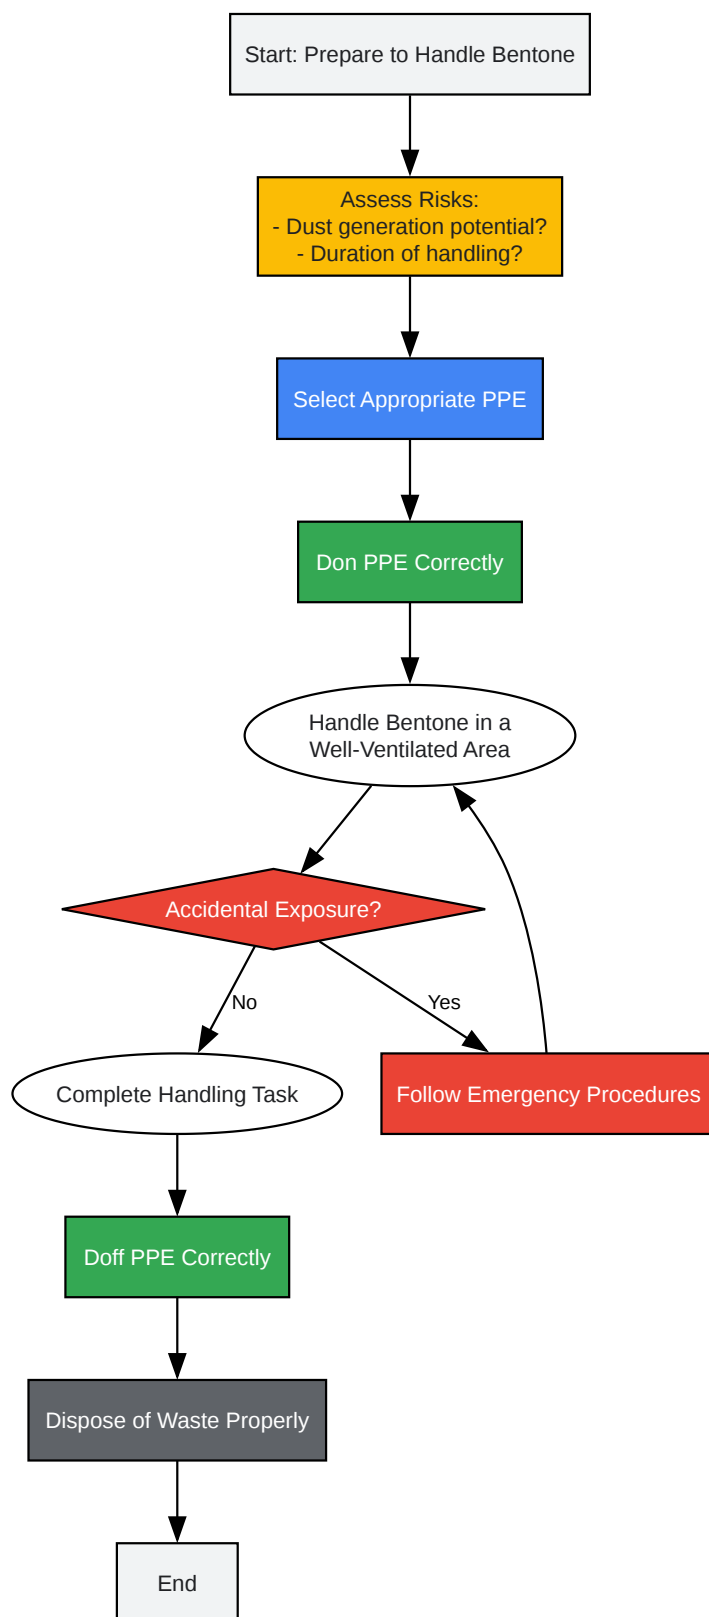 Start: Prepare to Handle Bentone
Assess Risks:
- Dust generation potential?
- Duration of handling?
Select Appropriate PPE
Don PPE Correctly
Handle Bentone in a
Well-Ventilated Area
Accidental Exposure?
No
Yes
Complete Handling Task
Follow Emergency Procedures
Doff PPE Correctly
Dispose of Waste Properly
End